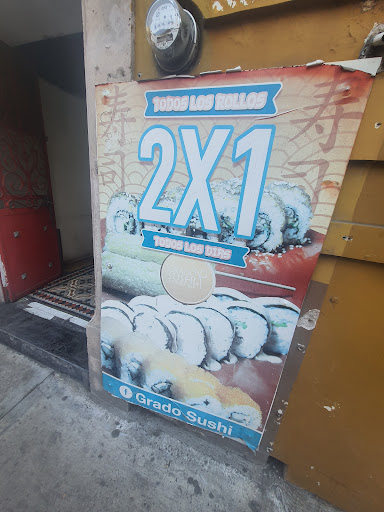 TODOS LOS ROLLOS
寿司
寿司
2X1
TODOS LOS DIAS
f Grado Sushi